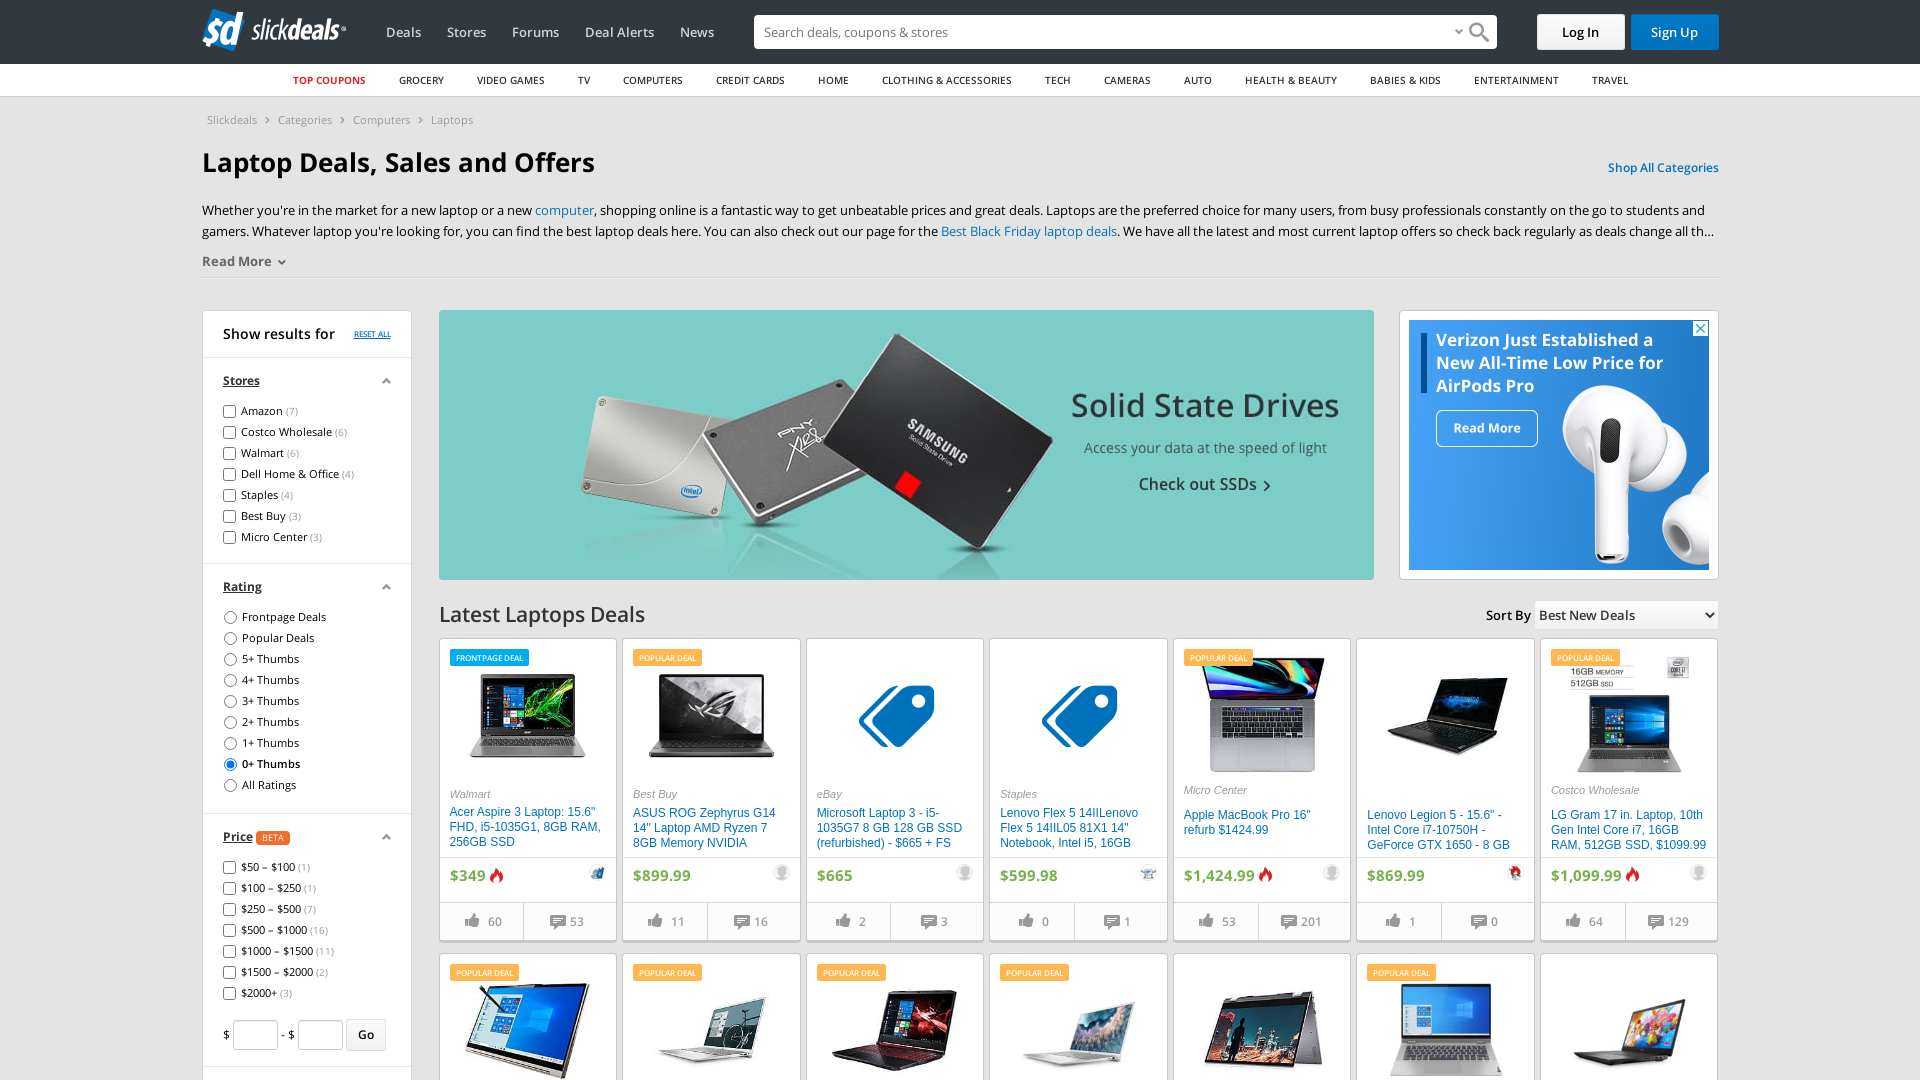 slickdeals
Deals
Stores
Forums
Deal Alerts
News
Search deals, coupons & stores
Log In
Sign Up
TOP COUPONS
GROCERY
VIDEO GAMES
TV
COMPUTERS
CREDIT CARDS
HOME
CLOTHING & ACCESSORIES
TECH
CAMERAS
AUTO
HEALTH & BEAUTY
BABIES & KIDS
ENTERTAINMENT
TRAVEL
Slickdeals > Categories > Computers > Laptops
Laptop Deals, Sales and Offers
Shop All Categories
Whether you're in the market for a new laptop or a new computer, shopping online is a fantastic way to get unbeatable prices and great deals. Laptops are the preferred choice for many users, from busy professionals constantly on the go to students and
gamers. Whatever laptop you're looking for, you can find the best laptop deals here. You can also check out our page for the Best Black Friday laptop deals. We have all the latest and most current laptop offers so check back regularly as deals change all th...
Read More
Show results for
RESET ALL
Stores
Amazon (7)
Costco Wholesale (6)
Walmart (6)
Dell Home & Office (4)
Staples (4)
Best Buy (3)
Micro Center (3)
Rating
Frontpage Deals
Popular Deals
5+ Thumbs
4+ Thumbs
3+ Thumbs
2+ Thumbs
1+ Thumbs
0+ Thumbs
All Ratings
Price BETA
$50 – $100 (1)
$100 – $250 (1)
$250 – $500 (7)
$500 – $1000 (16)
$1000 – $1500 (11)
$1500 – $2000 (2)
$2000+ (3)
$ - $ Go
intel
PNY
XLR8
SAMSUNG
Solid State Drive
Solid State Drives
Access your data at the speed of light
Check out SSDs >
Verizon Just Established a
New All-Time Low Price for
AirPods Pro
Read More
Latest Laptops Deals
Sort By Best New Deals
FRONTPAGE DEAL
Walmart
Acer Aspire 3 Laptop: 15.6"
FHD, i5-1035G1, 8GB RAM,
256GB SSD
$349
60
53
POPULAR DEAL
Best Buy
ASUS ROG Zephyrus G14
14" Laptop AMD Ryzen 7
8GB Memory NVIDIA
$899.99
11
16
eBay
Microsoft Laptop 3 - i5-
1035G7 8 GB 128 GB SSD
(refurbished) - $665 + FS
$665
2
3
Staples
Lenovo Flex 5 14IILenovo
Flex 5 14IIL05 81X1 14"
Notebook, Intel i5, 16GB
$599.98
0
1
POPULAR DEAL
Micro Center
Apple MacBook Pro 16"
refurb $1424.99
$1,424.99
53
201
Lenovo Legion 5 - 15.6" -
Intel Core i7-10750H -
GeForce GTX 1650 - 8 GB
$869.99
1
0
POPULAR DEAL
16GB MEMORY
512GB SSD
Costco Wholesale
LG Gram 17 in. Laptop, 10th
Gen Intel Core i7, 16GB
RAM, 512GB SSD, $1099.99
$1,099.99
64
129
POPULAR DEAL
POPULAR DEAL
POPULAR DEAL
POPULAR DEAL
POPULAR DEAL